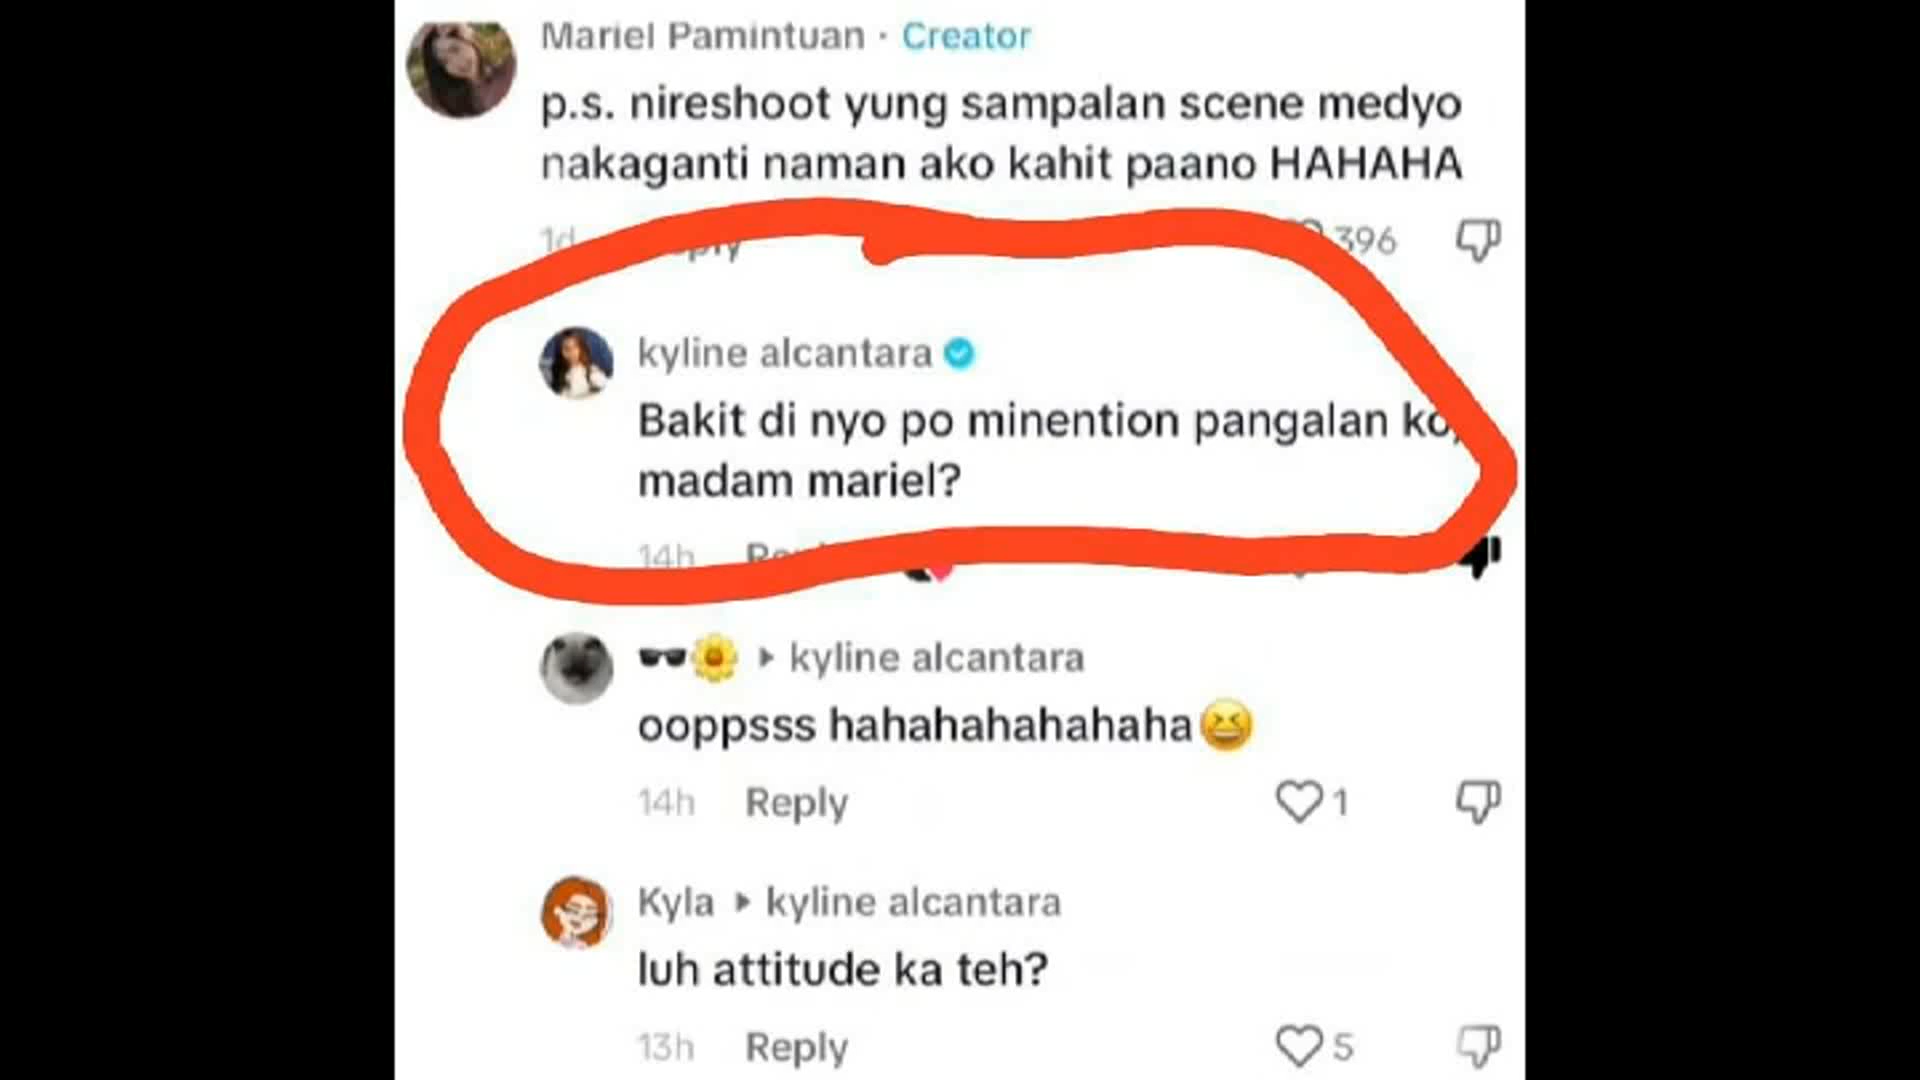 Mariel Pamintuan · Creator
p.s. nireshoot yung sampalan scene medyo
nakaganti naman ako kahit paano HAHAHA
1d 396
kyline alcantara
Bakit di nyo po minention pangalan ko,
madam mariel?
14h
🕶️🌼 ▸ kyline alcantara
ooppsss hahahahahahaha😆
14h Reply 1
Kyla ▸ kyline alcantara
luh attitude ka teh?
13h Reply 5